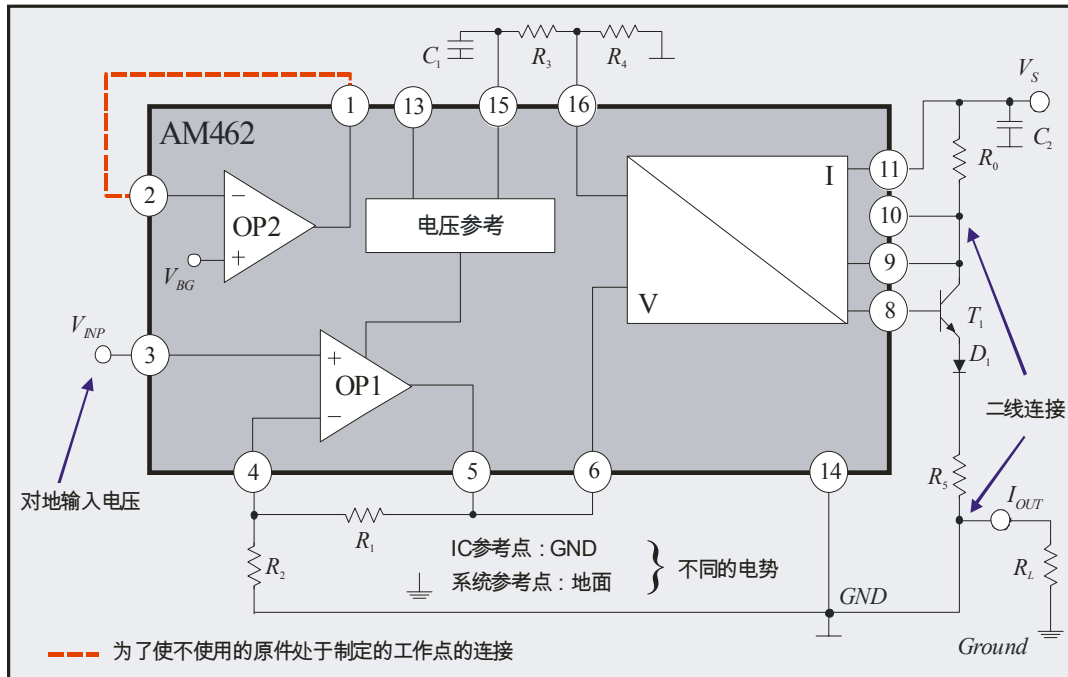 C1
R3
R4
VS
C2
R0
1
13
15
16
AM462
2
OP2
−
+
VBG
电压参考
I
V
11
10
9
8
T1
D1
VINP
3
+
−
OP1
二线连接
对地输入电压
4
5
6
14
R5
IOUT
R1
R2
RL
IC参考点：GND
系统参考点：地面
不同的电势
GND
Ground
为了使不使用的原件处于制定的工作点的连接